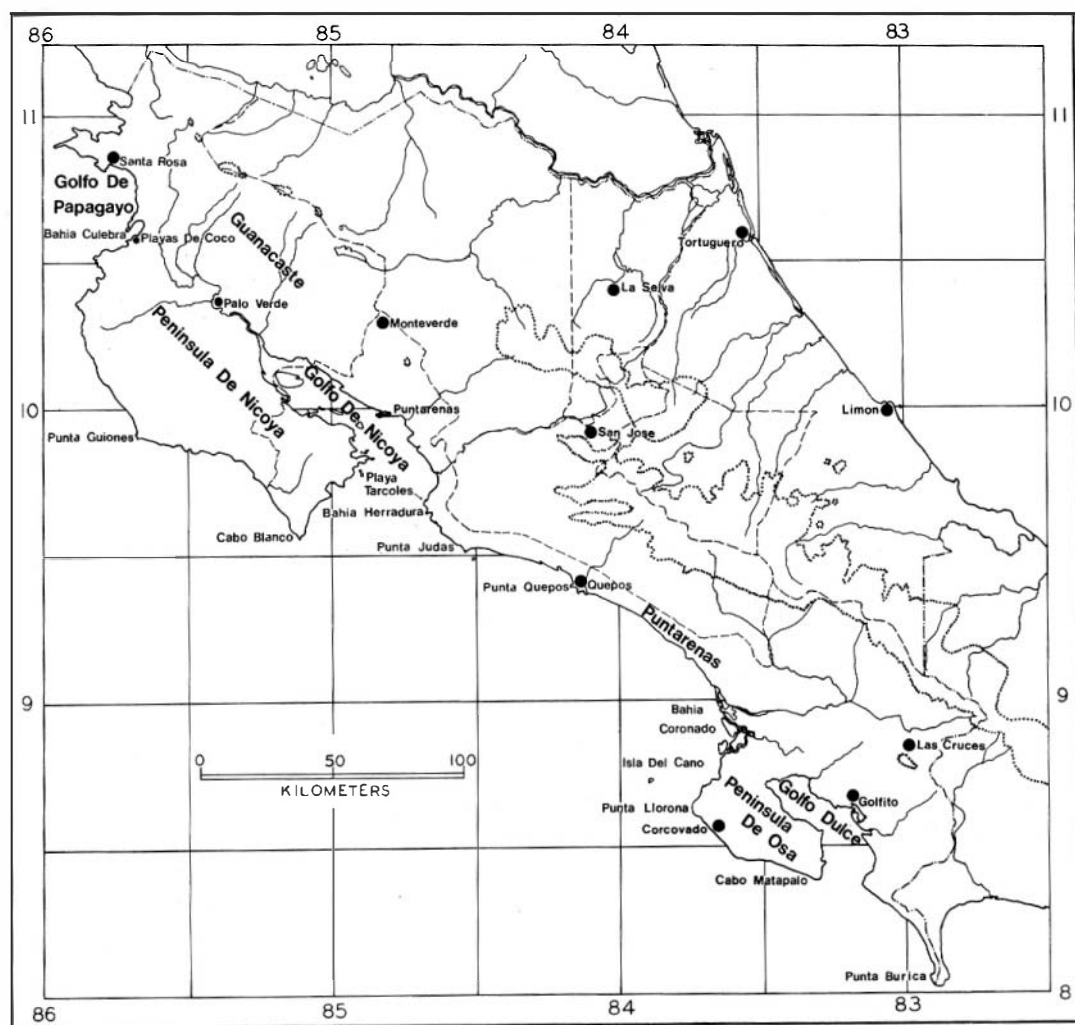 86
85
84
83
11
11
Santa Rosa
Golfo De
Papagayo
Bahia Culebra
Playas De Coco
Guanacaste
Tortuguero
La Selva
Palo Verde
Monteverde
Peninsula De Nicoya
Golfo De Nicoya
Puntarenas
10
10
Limon
Punta Guiones
San Jose
Playa
Tarcoles
Bahia Herradura
Cabo Blanco
Punta Judas
Punta Quepos
Quepos
Puntarenas
9
9
Bahia
Coronado
Las Cruces
Isla Del Cano
0
50
100
KILOMETERS
Golfito
Punta Llorona
Peninsula
De Osa
Golfo Dulce
Corcovado
Cabo Matapalo
Punta Burica
8
86
85
84
83